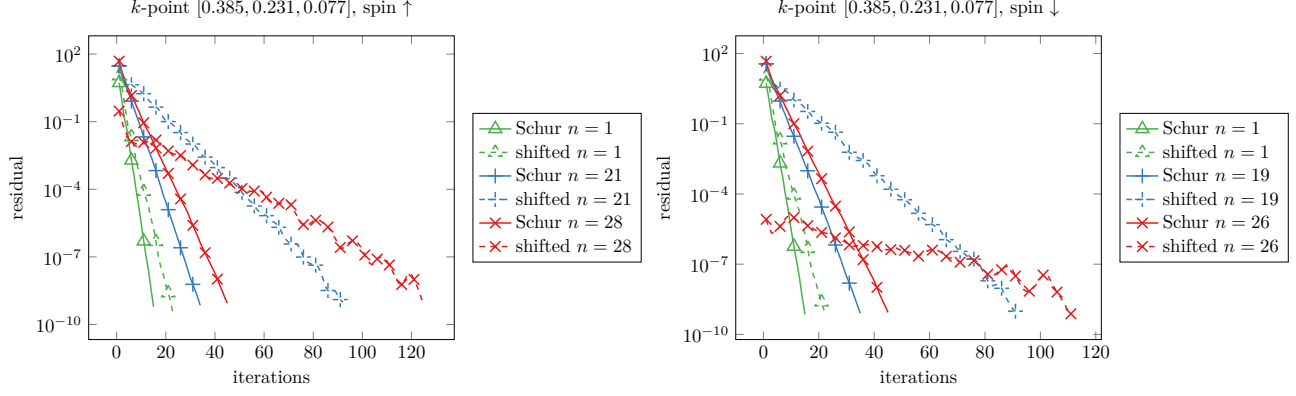 k-point [0.385, 0.231, 0.077], spin ↑
10^2
10^−1
10^−4
10^−7
10^−10
residual
0 20 40 60 80 100 120
iterations
Schur n = 1
shifted n = 1
Schur n = 21
shifted n = 21
Schur n = 28
shifted n = 28
k-point [0.385, 0.231, 0.077], spin ↓
10^2
10^−1
10^−4
10^−7
10^−10
residual
0 20 40 60 80 100 120
iterations
Schur n = 1
shifted n = 1
Schur n = 19
shifted n = 19
Schur n = 26
shifted n = 26